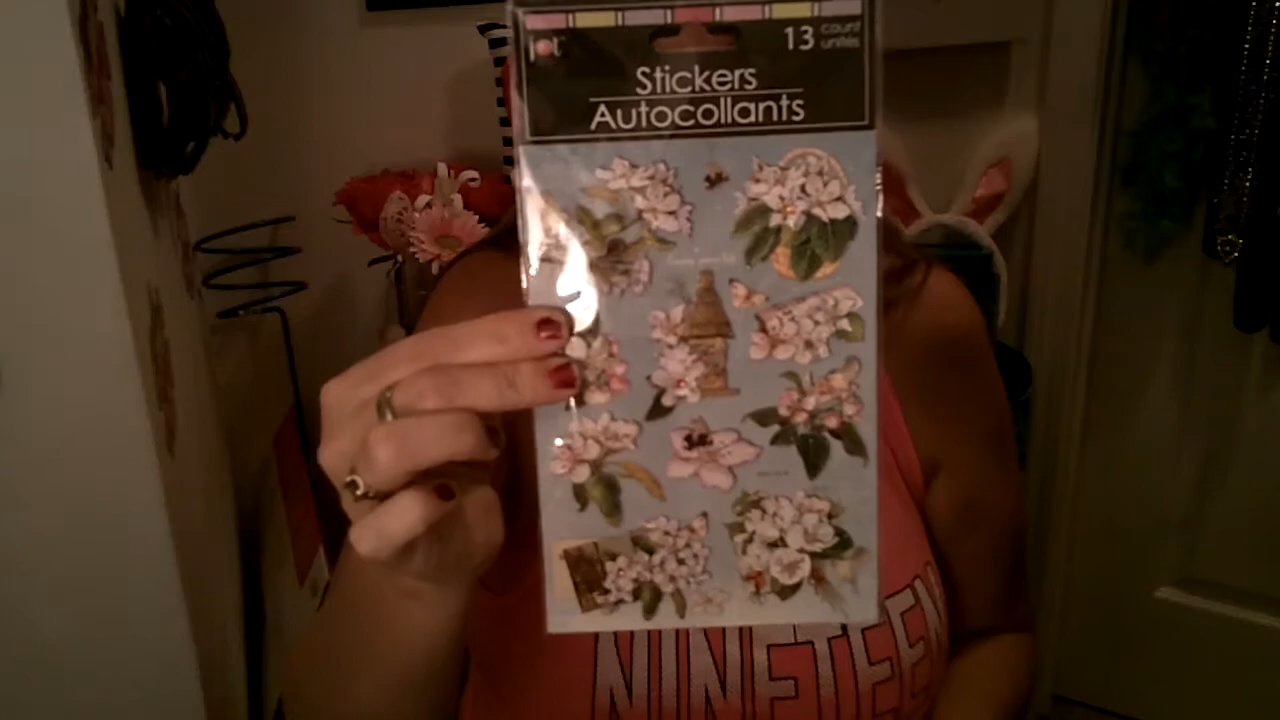 jot
13 count
unités
Stickers
Autocollants
NINETEEN